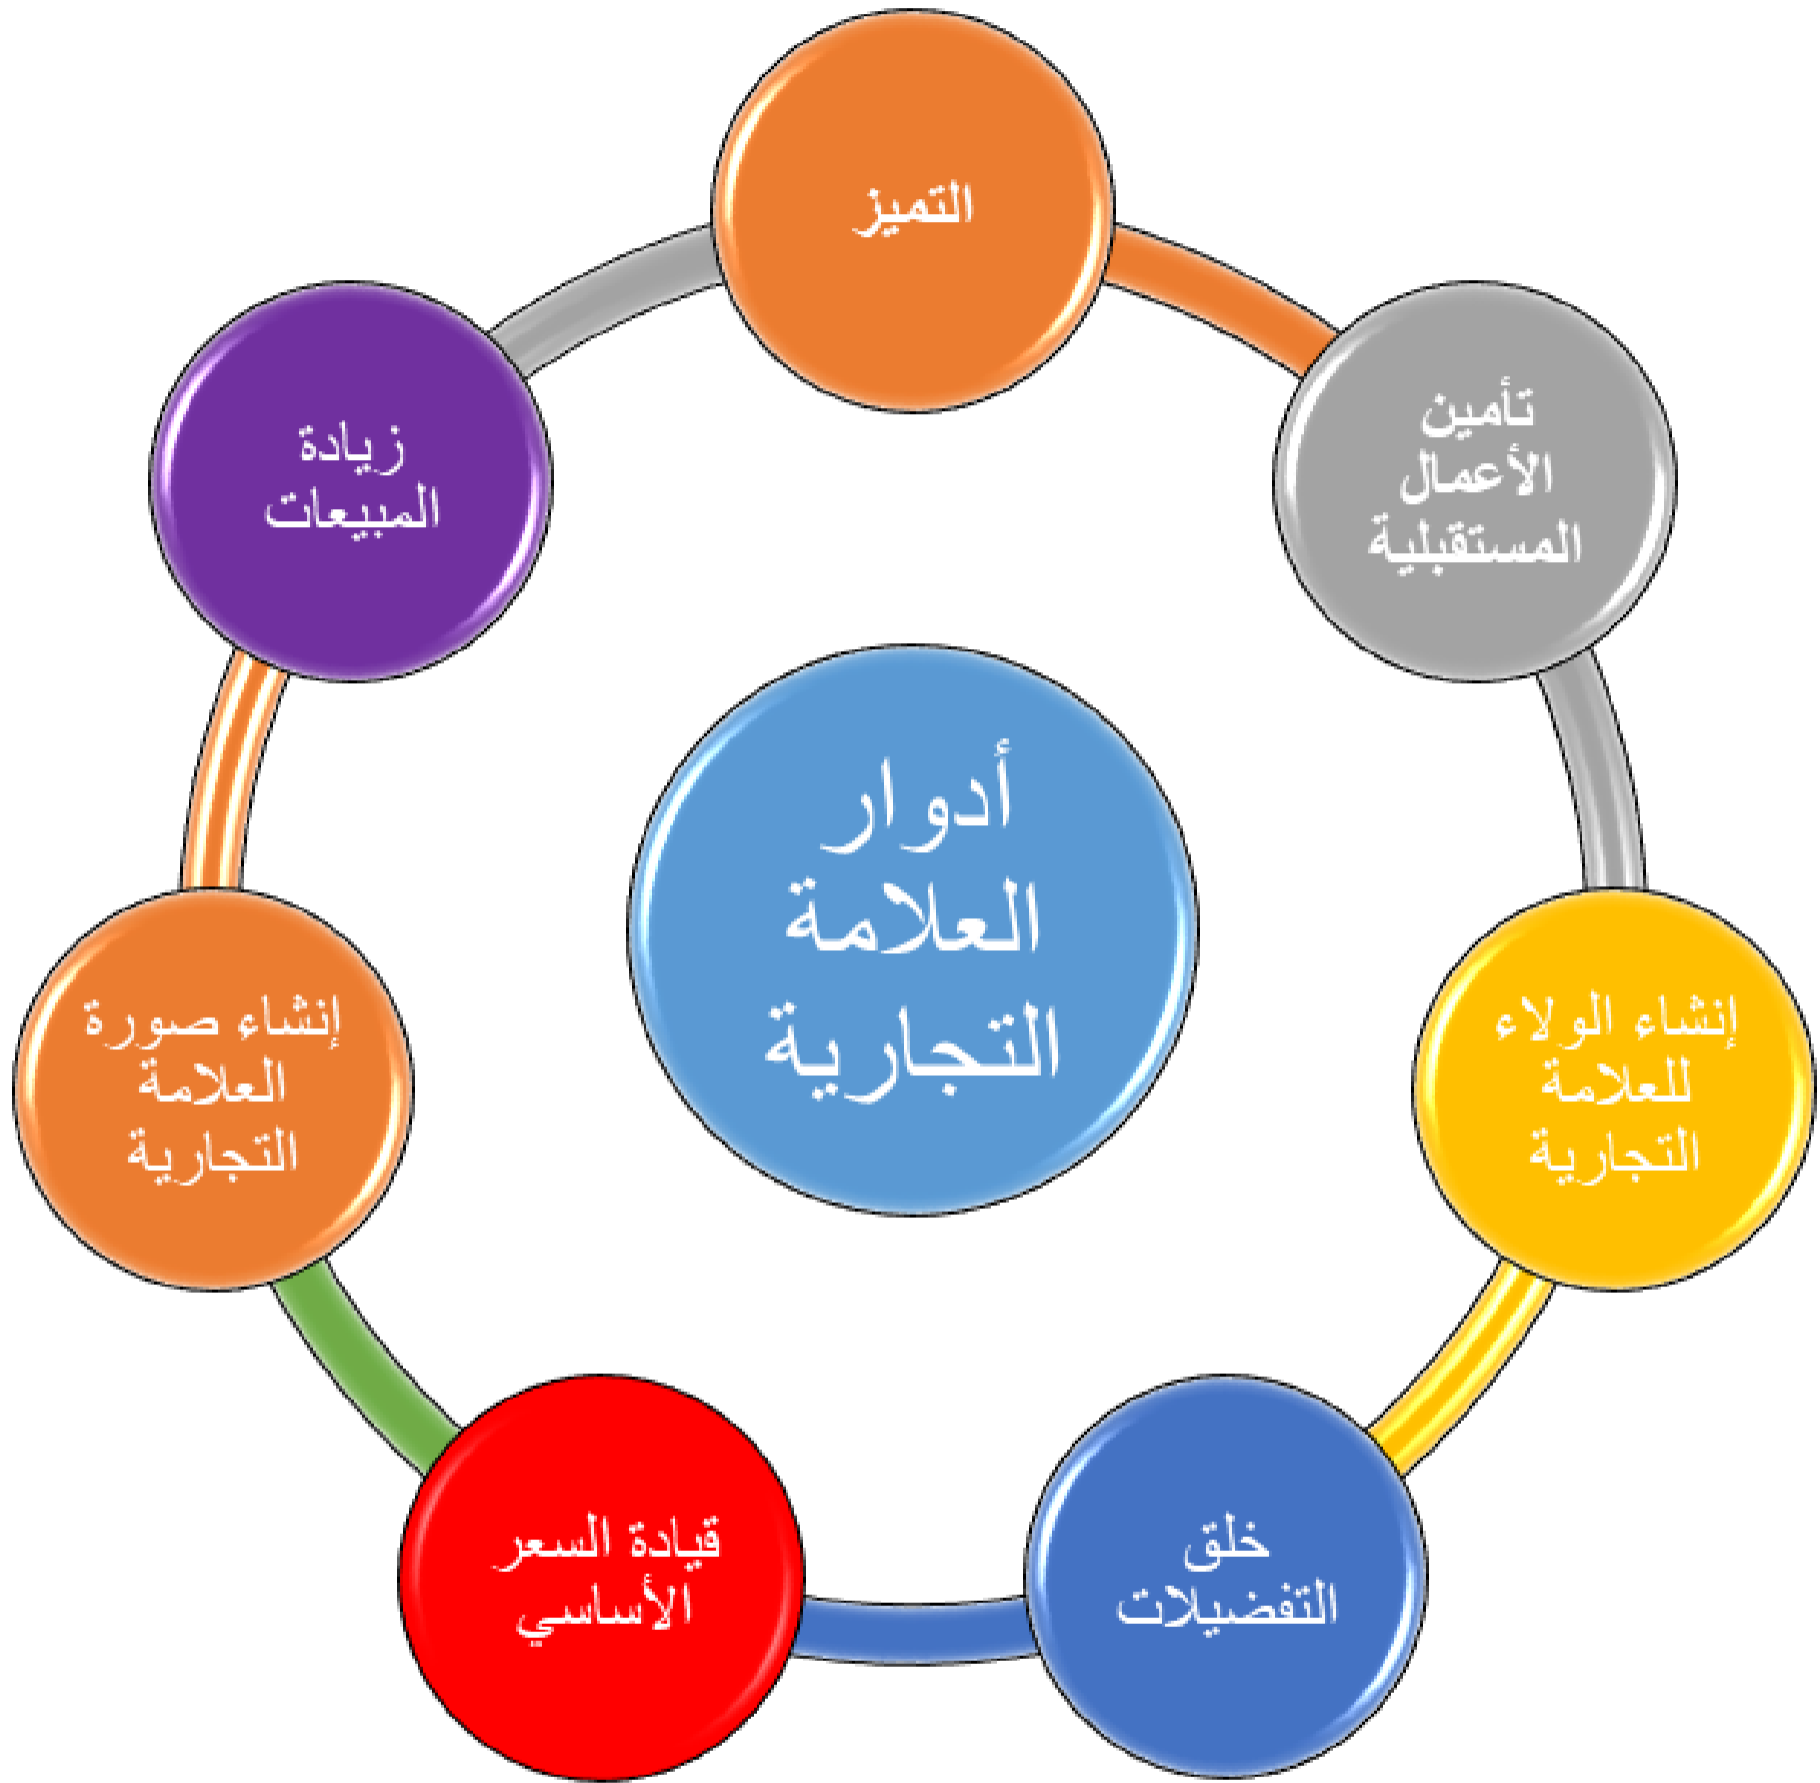 التميز
تأمين
الأعمال
المستقبلية
إنشاء الولاء
للعلامة
التجارية
خلق
التفضيلات
قيادة السعر
الأساسي
إنشاء صورة
العلامة
التجارية
زيادة
المبيعات
أدوار
العلامة
التجارية